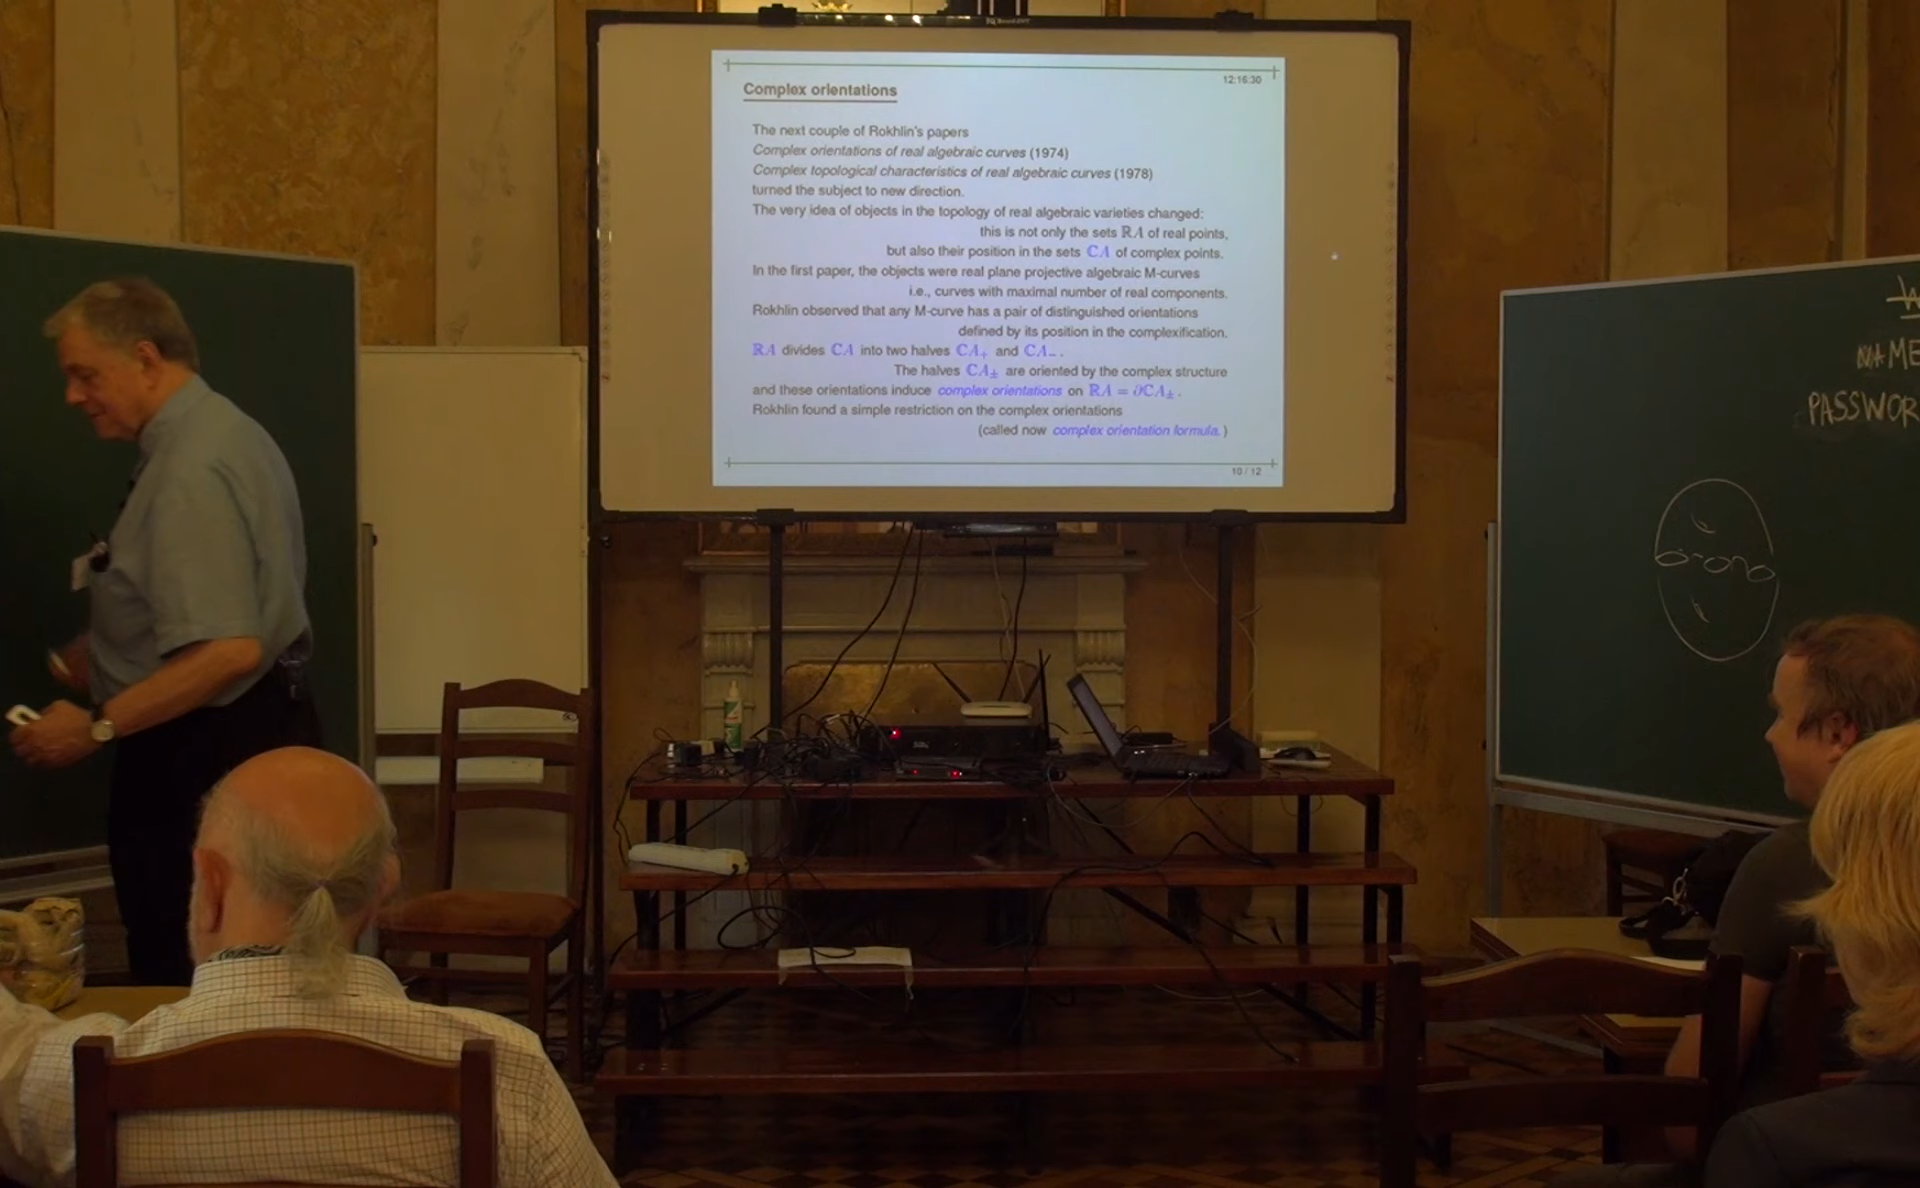 12:16:30
Complex orientations
The next couple of Rokhlin's papers
Complex orientations of real algebraic curves (1974)
Complex topological characteristics of real algebraic curves (1978)
turned the subject to new direction.
The very idea of objects in the topology of real algebraic varieties changed:
this is not only the sets ℝA of real points,
but also their position in the sets ℂA of complex points.
In the first paper, the objects were real plane projective algebraic M-curves
i.e., curves with maximal number of real components.
Rokhlin observed that any M-curve has a pair of distinguished orientations
defined by its position in the complexification.
ℝA divides ℂA into two halves ℂA₊ and ℂA₋.
The halves ℂA± are oriented by the complex structure
and these orientations induce complex orientations on ℝA = ∂ℂA±.
Rokhlin found a simple restriction on the complex orientations
(called now complex orientation formula.)
10 / 12
NAME
PASSWOR